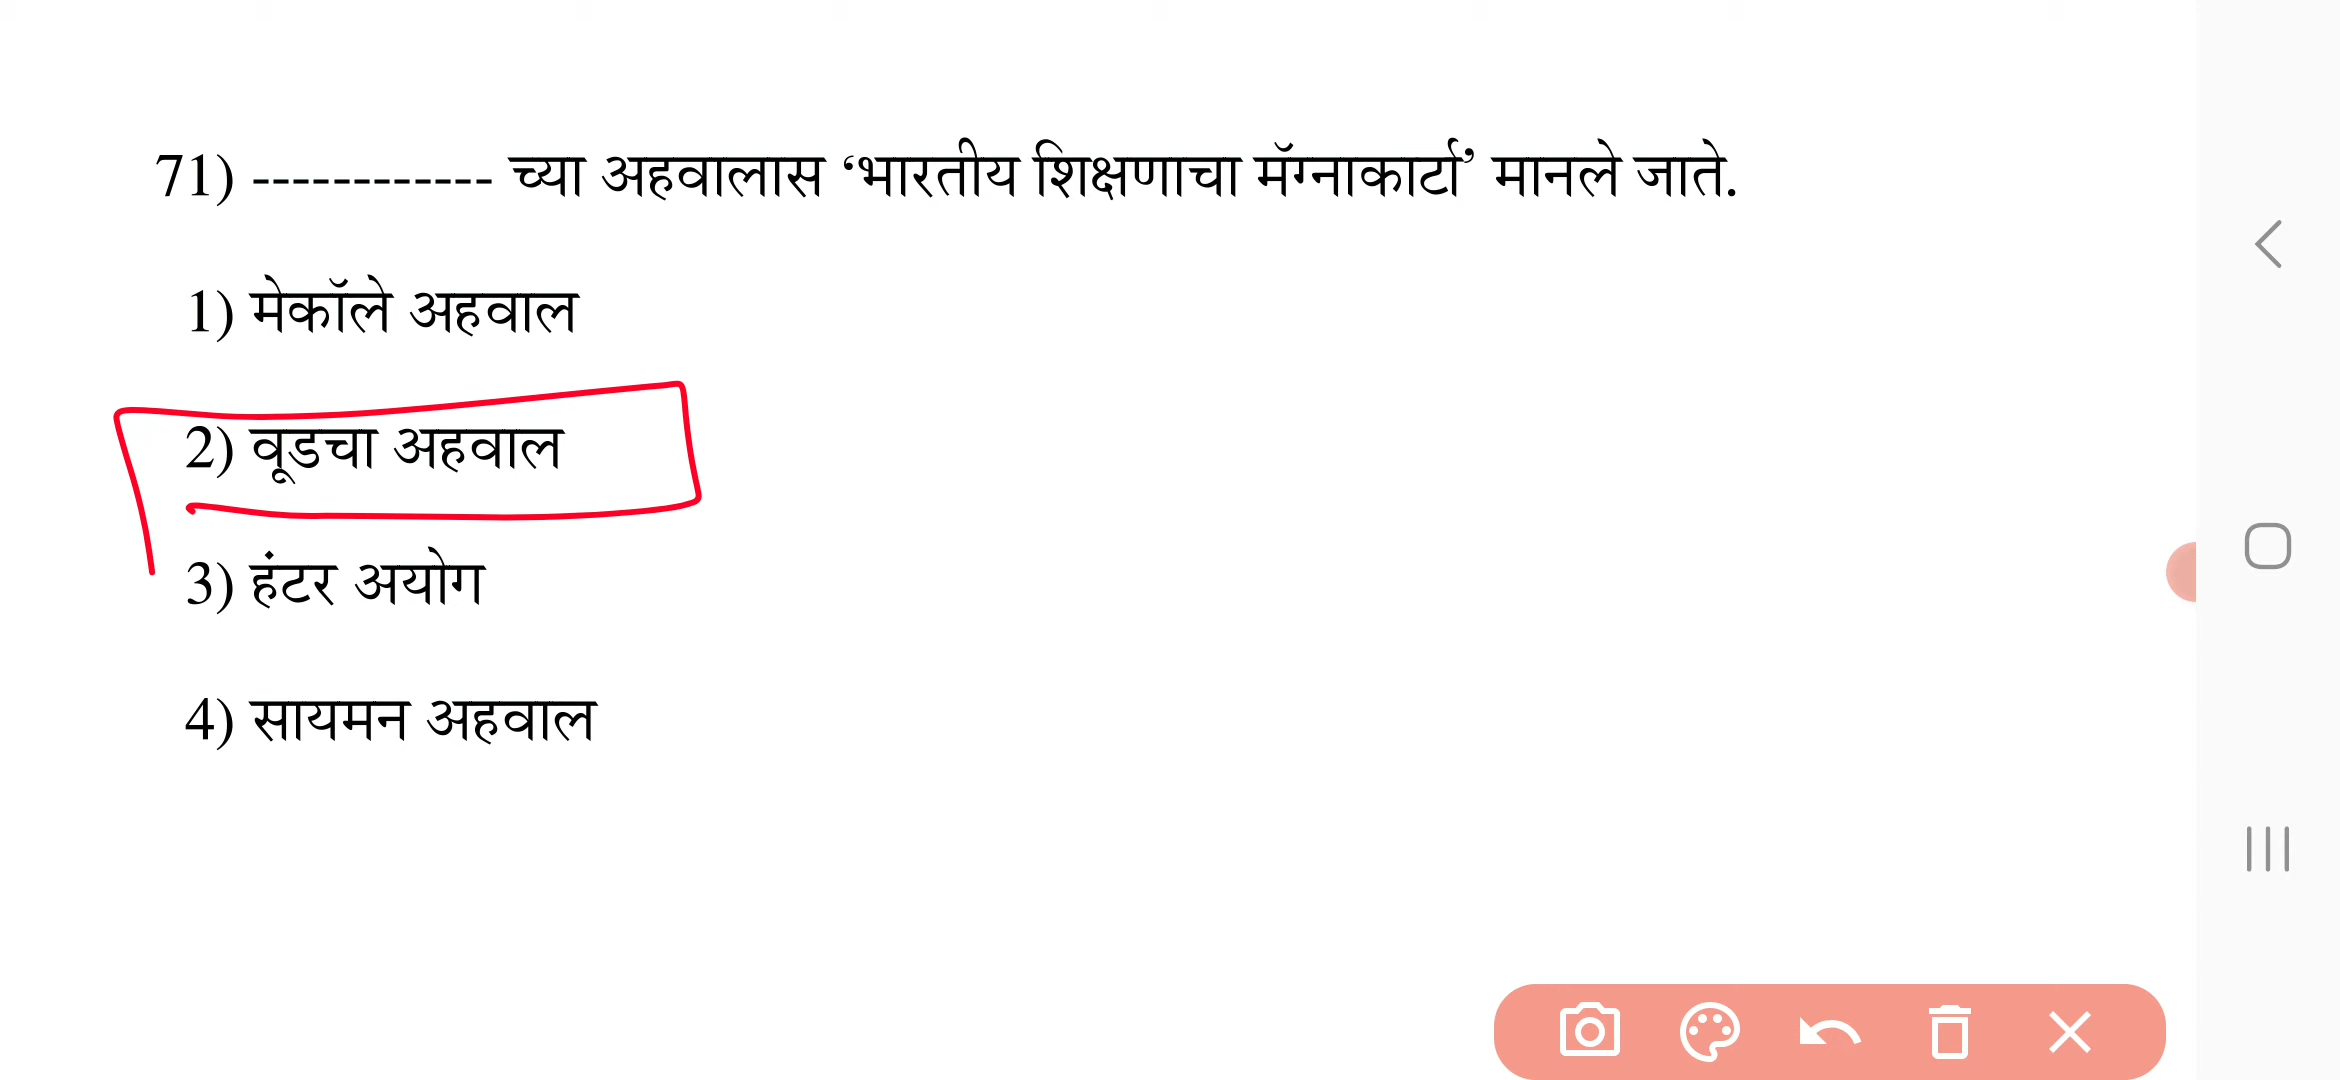 71) ------------ च्या अहवालास ‘भारतीय शिक्षणाचा मॅग्नाकार्टा’ मानले जाते.
1) मेकॉले अहवाल
2) वूडचा अहवाल
3) हंटर अयोग
4) सायमन अहवाल